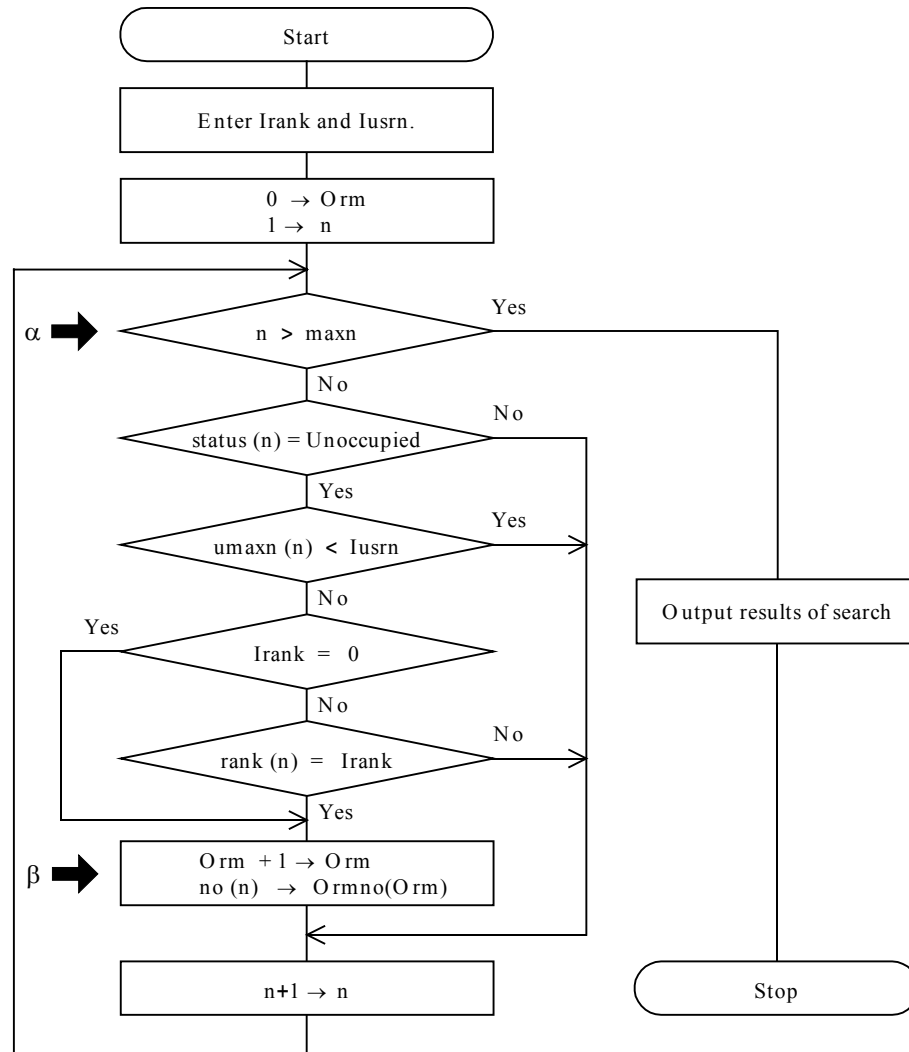 Start
Enter Irank and Iusrn.
0 → Orm
1 → n
α
n > maxn
Yes
No
status (n) = Unoccupied
No
Yes
umaxn (n) < Iusrn
Yes
No
Output results of search
Yes
Irank = 0
No
rank (n) = Irank
No
Yes
β
Orm + 1 → Orm
no (n) → Ormno(Orm)
n+1 → n
Stop